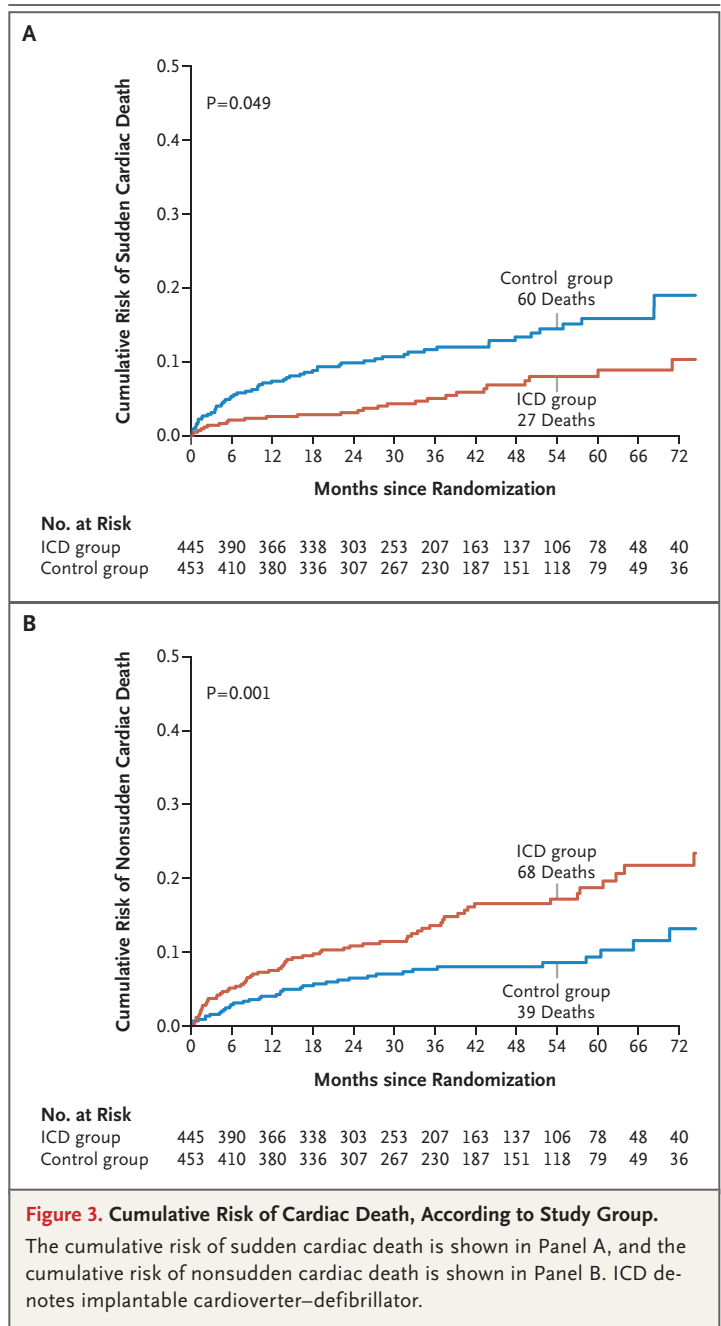 A
0.5
0.4
0.3
0.2
0.1
0.0
Cumulative Risk of Sudden Cardiac Death
P=0.049
Control group
60 Deaths
ICD group
27 Deaths
0 6 12 18 24 30 36 42 48 54 60 66 72
Months since Randomization
No. at Risk
ICD group 445 390 366 338 303 253 207 163 137 106 78 48 40
Control group 453 410 380 336 307 267 230 187 151 118 79 49 36
B
0.5
0.4
0.3
0.2
0.1
0.0
Cumulative Risk of Nonsudden Cardiac Death
P=0.001
ICD group
68 Deaths
Control group
39 Deaths
0 6 12 18 24 30 36 42 48 54 60 66 72
Months since Randomization
No. at Risk
ICD group 445 390 366 338 303 253 207 163 137 106 78 48 40
Control group 453 410 380 336 307 267 230 187 151 118 79 49 36
Figure 3. Cumulative Risk of Cardiac Death, According to Study Group.
The cumulative risk of sudden cardiac death is shown in Panel A, and the
cumulative risk of nonsudden cardiac death is shown in Panel B. ICD de-
notes implantable cardioverter–defibrillator.